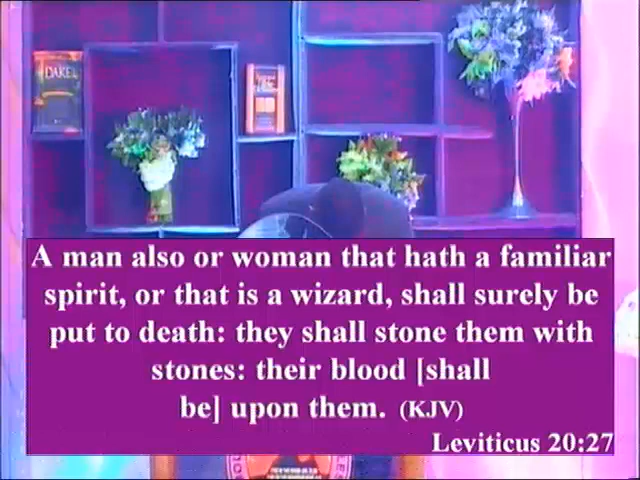 DAKE
A man also or woman that hath a familiar
spirit, or that is a wizard, shall surely be
put to death: they shall stone them with
stones: their blood [shall
be] upon them. (KJV)
Leviticus 20:27